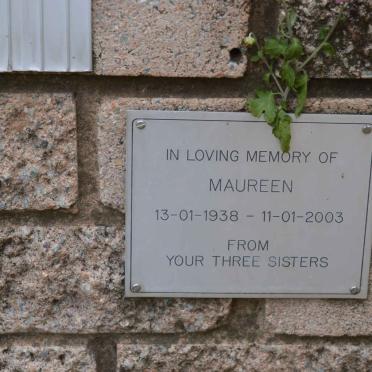 IN LOVING MEMORY OF
MAUREEN
13-01-1938 - 11-01-2003
FROM
YOUR THREE SISTERS